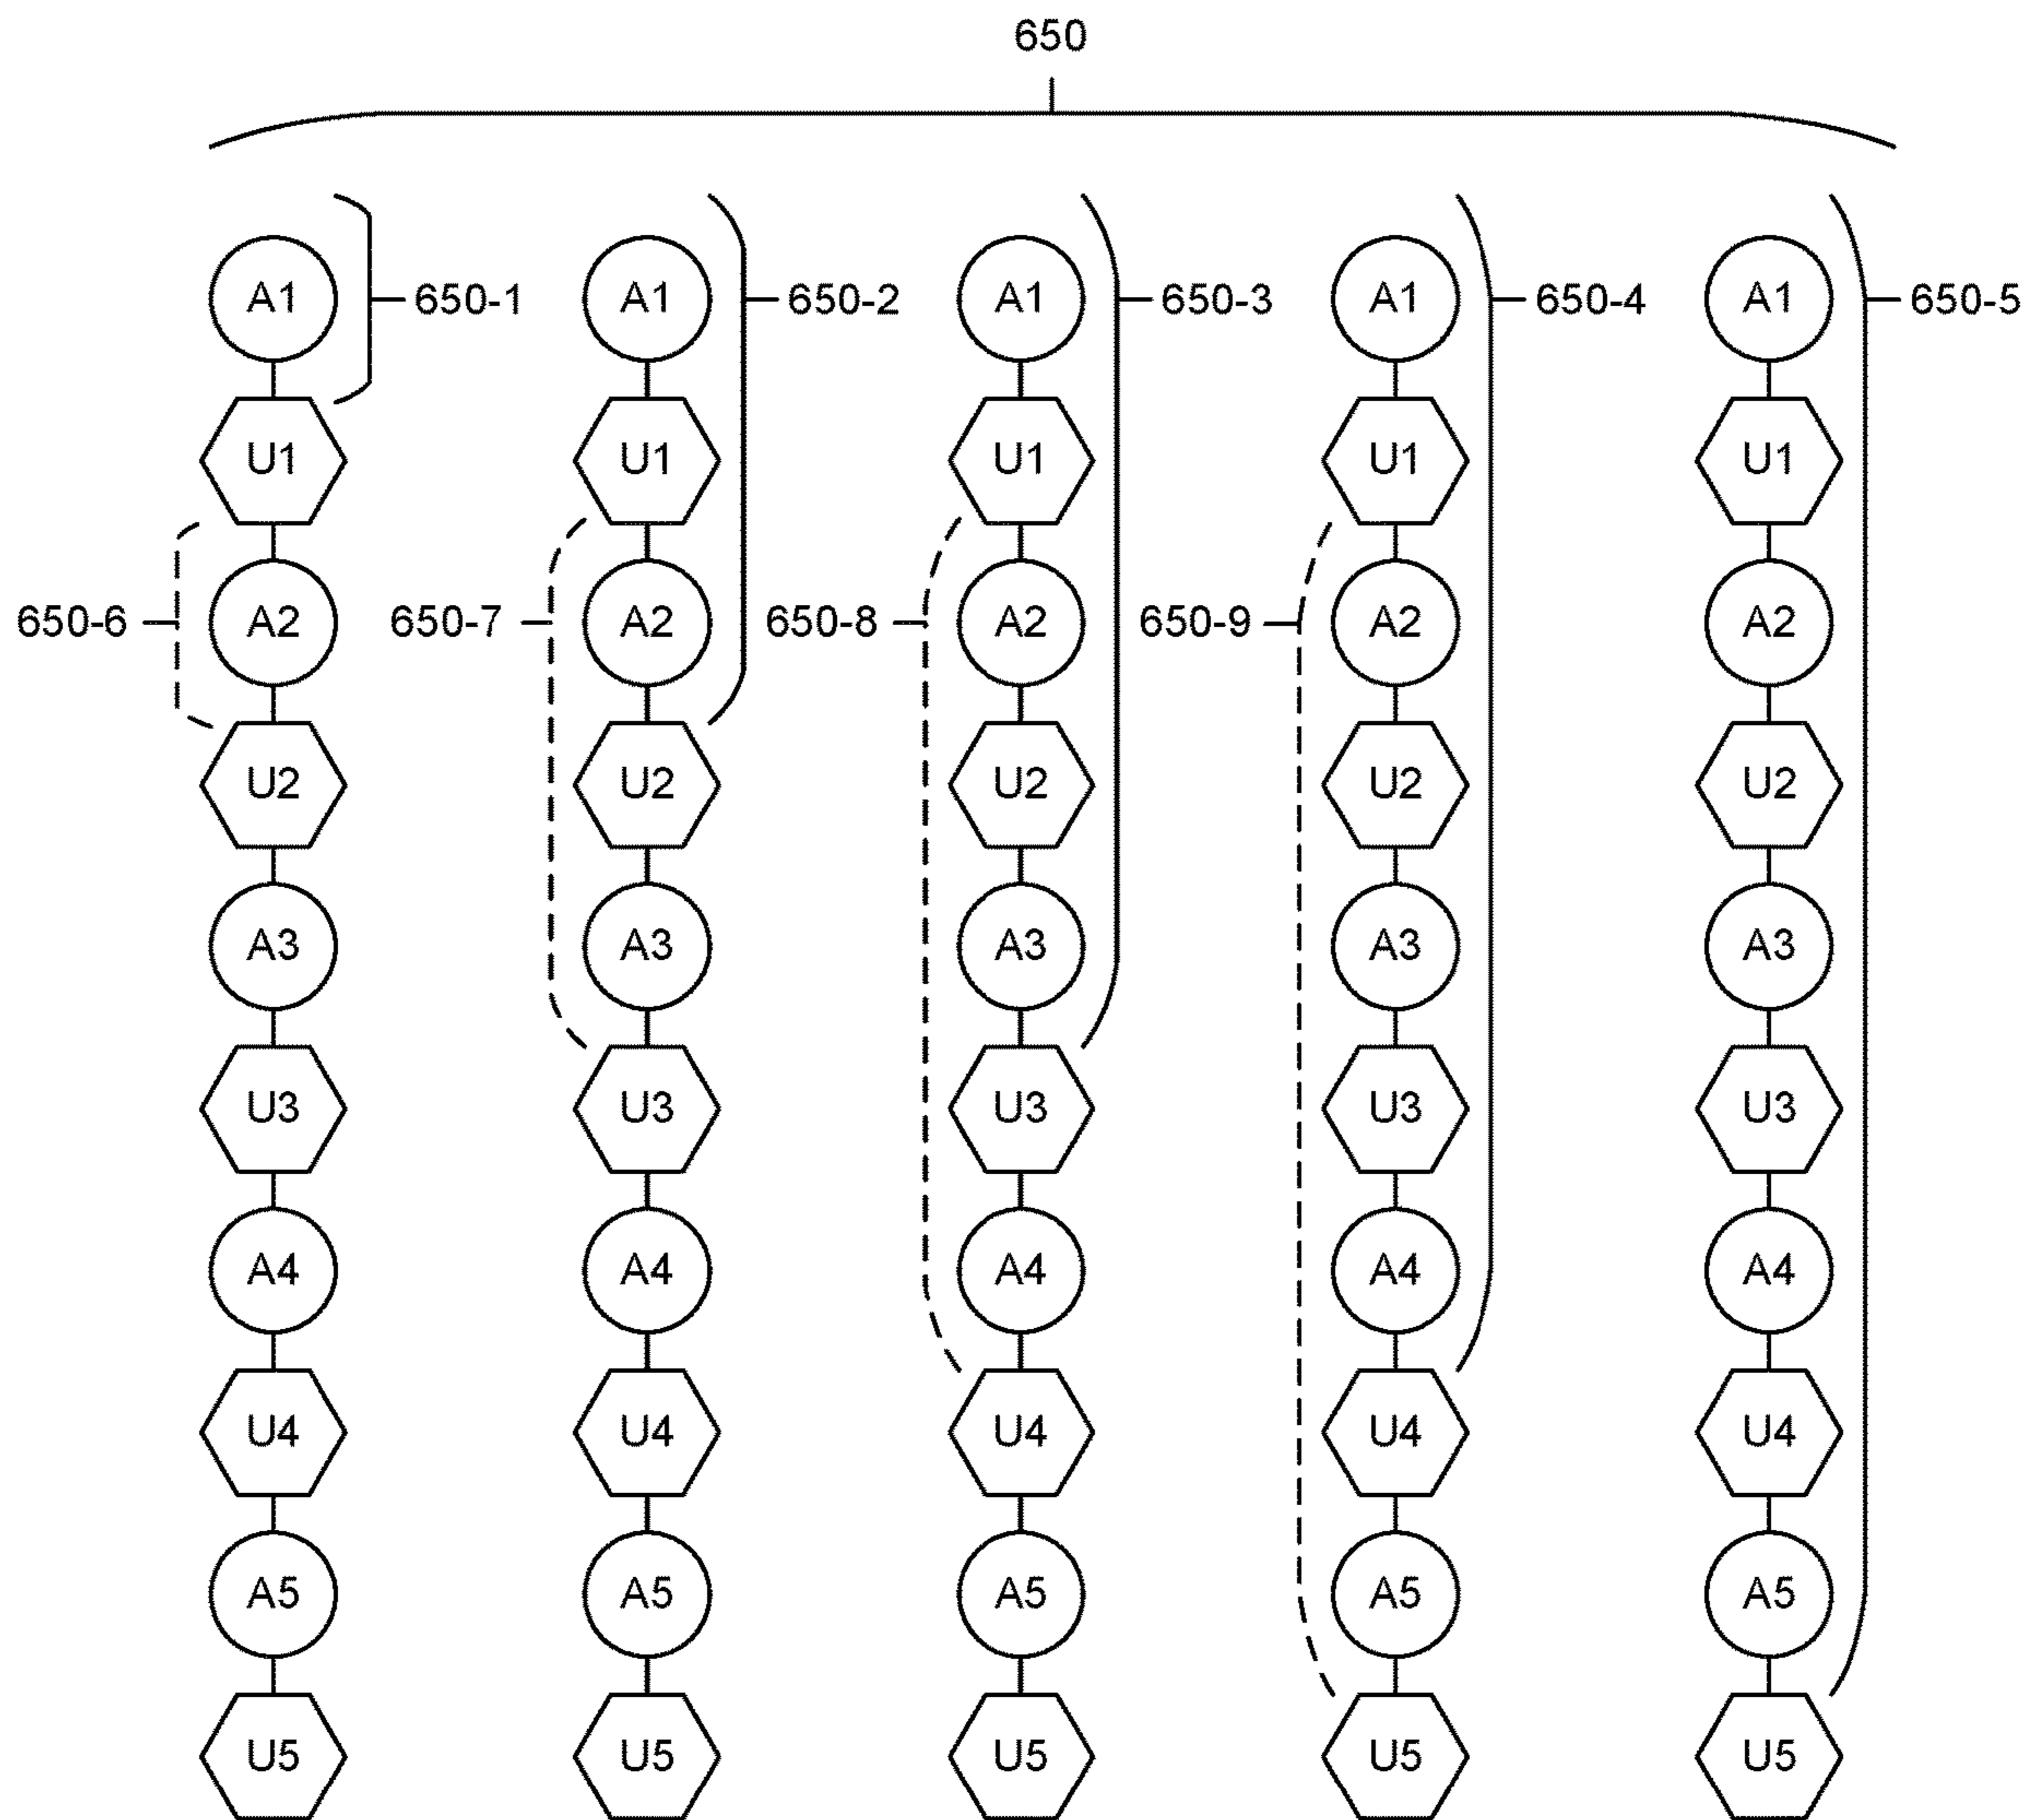 650
A1 650-1 A1 650-2 A1 650-3 A1 650-4 A1 650-5
U1 U1 U1 U1 U1
650-6 A2 650-7 A2 650-8 A2 650-9 A2 A2
U2 U2 U2 U2 U2
A3 A3 A3 A3 A3
U3 U3 U3 U3 U3
A4 A4 A4 A4 A4
U4 U4 U4 U4 U4
A5 A5 A5 A5 A5
U5 U5 U5 U5 U5